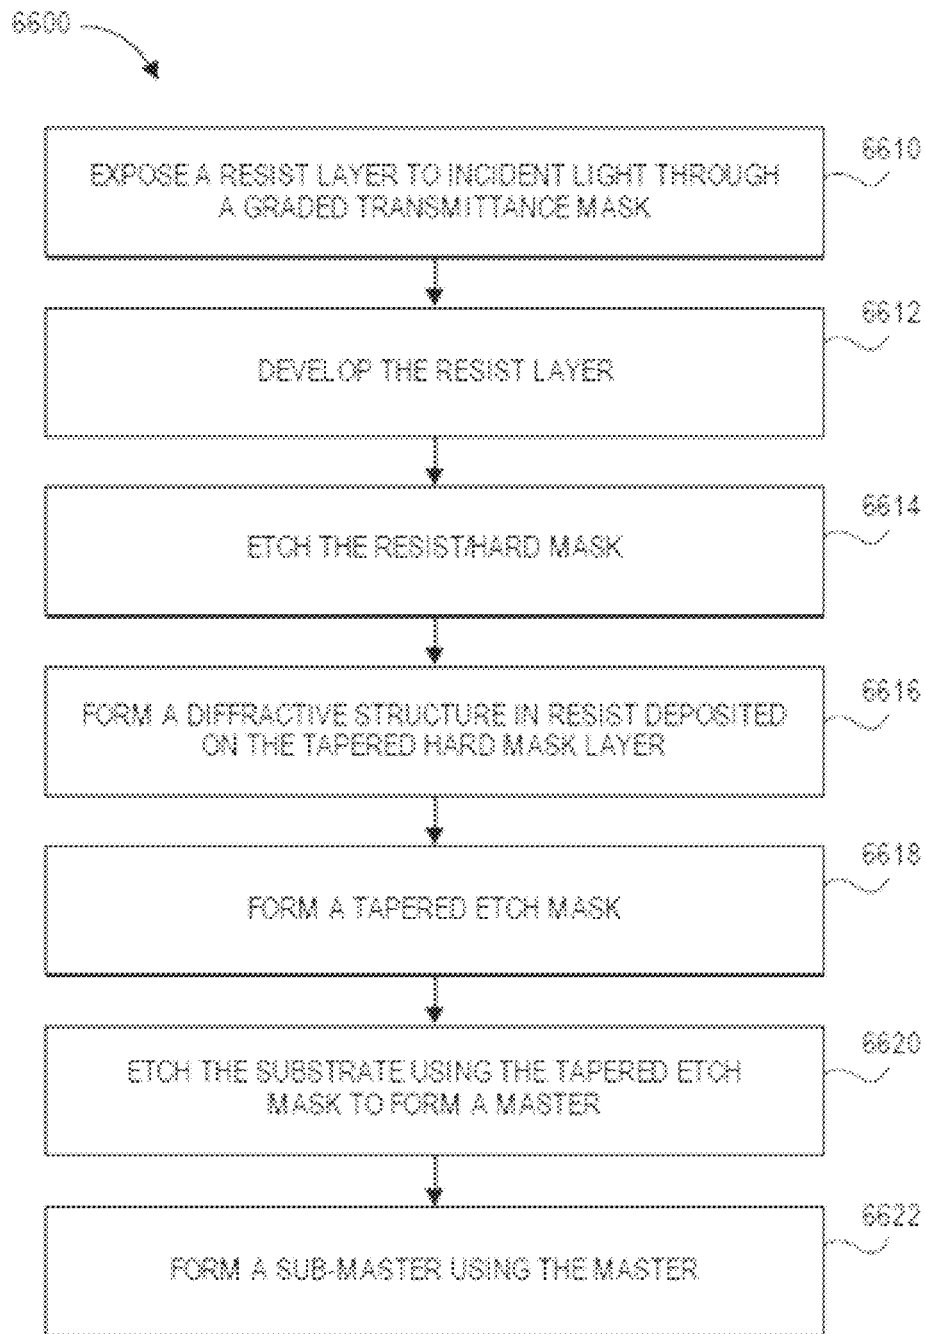 6600
6610
EXPOSE A RESIST LAYER TO INCIDENT LIGHT THROUGH
A GRADED TRANSMITTANCE MASK
6612
DEVELOP THE RESIST LAYER
6614
ETCH THE RESIST/HARD MASK
6616
FORM A DIFFRACTIVE STRUCTURE IN RESIST DEPOSITED
ON THE TAPERED HARD MASK LAYER
6618
FORM A TAPERED ETCH MASK
6620
ETCH THE SUBSTRATE USING THE TAPERED ETCH
MASK TO FORM A MASTER
6622
FORM A SUB-MASTER USING THE MASTER